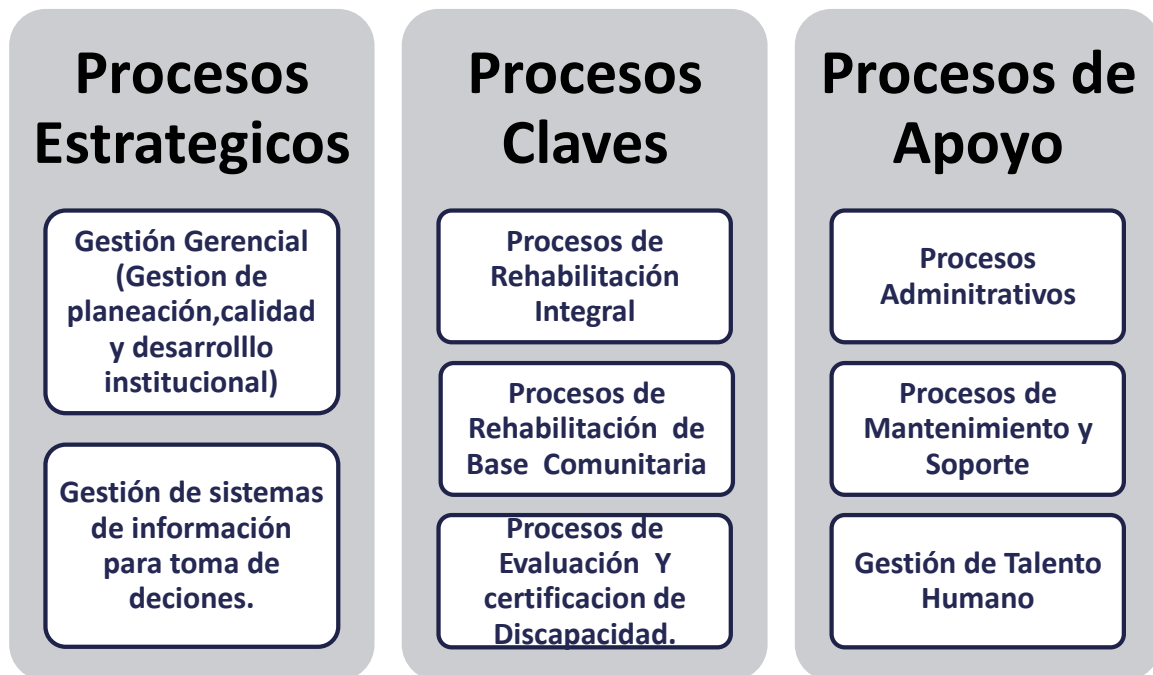 Procesos
Estrategicos
Gestión Gerencial
(Gestion de
planeación,calidad
y desarrolllo
institucional)
Gestión de sistemas
de información
para toma de
deciones.
Procesos
Claves
Procesos de
Rehabilitación
Integral
Procesos de
Rehabilitación de
Base Comunitaria
Procesos de
Evaluación Y
certificacion de
Discapacidad.
Procesos de
Apoyo
Procesos
Adminitrativos
Procesos de
Mantenimiento y
Soporte
Gestión de Talento
Humano